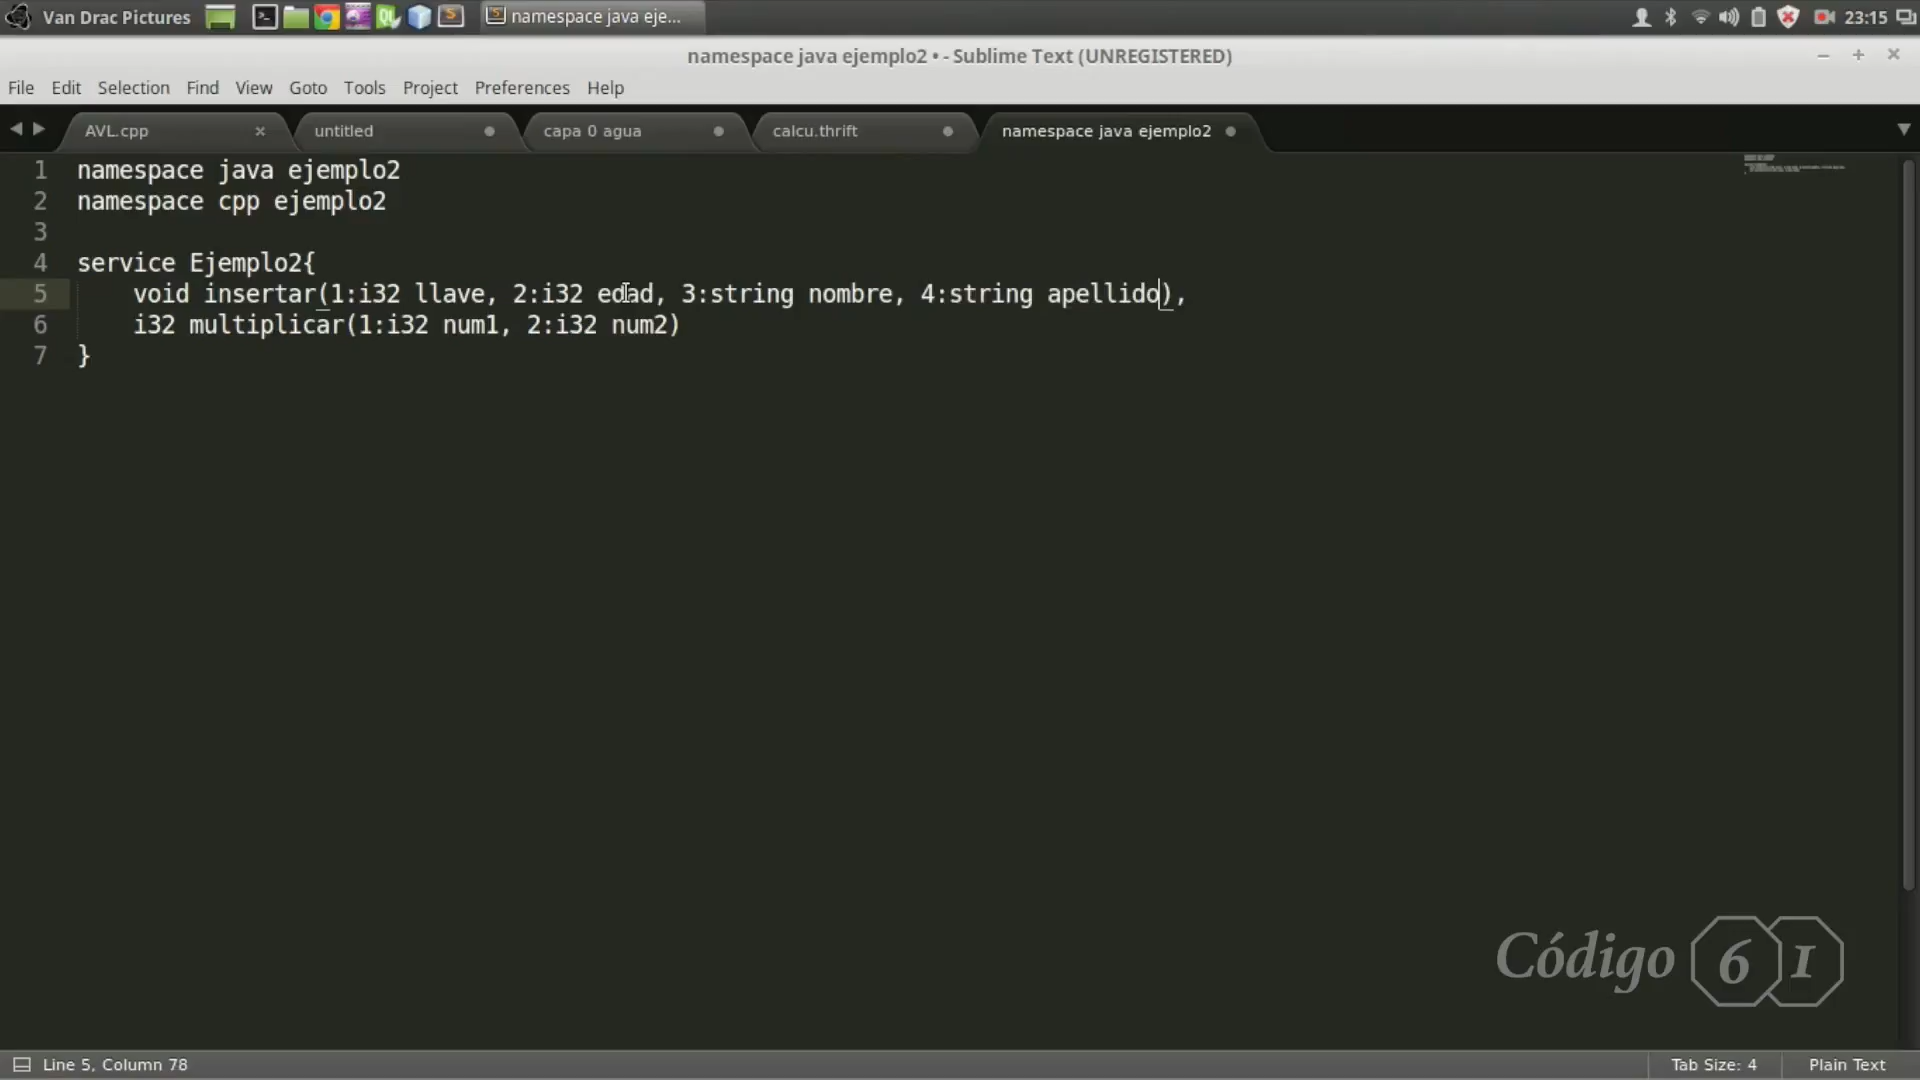 Van Drac Pictures namespace java eje... 23:15
namespace java ejemplo2 • - Sublime Text (UNREGISTERED)
File Edit Selection Find View Goto Tools Project Preferences Help
AVL.cpp untitled capa 0 agua calcu.thrift namespace java ejemplo2
1 namespace java ejemplo2
2 namespace cpp ejemplo2
3
4 service Ejemplo2{
5 void insertar(1:i32 llave, 2:i32 edad, 3:string nombre, 4:string apellido),
6 i32 multiplicar(1:i32 num1, 2:i32 num2)
7 }
Código 61
Line 5, Column 78 Tab Size: 4 Plain Text